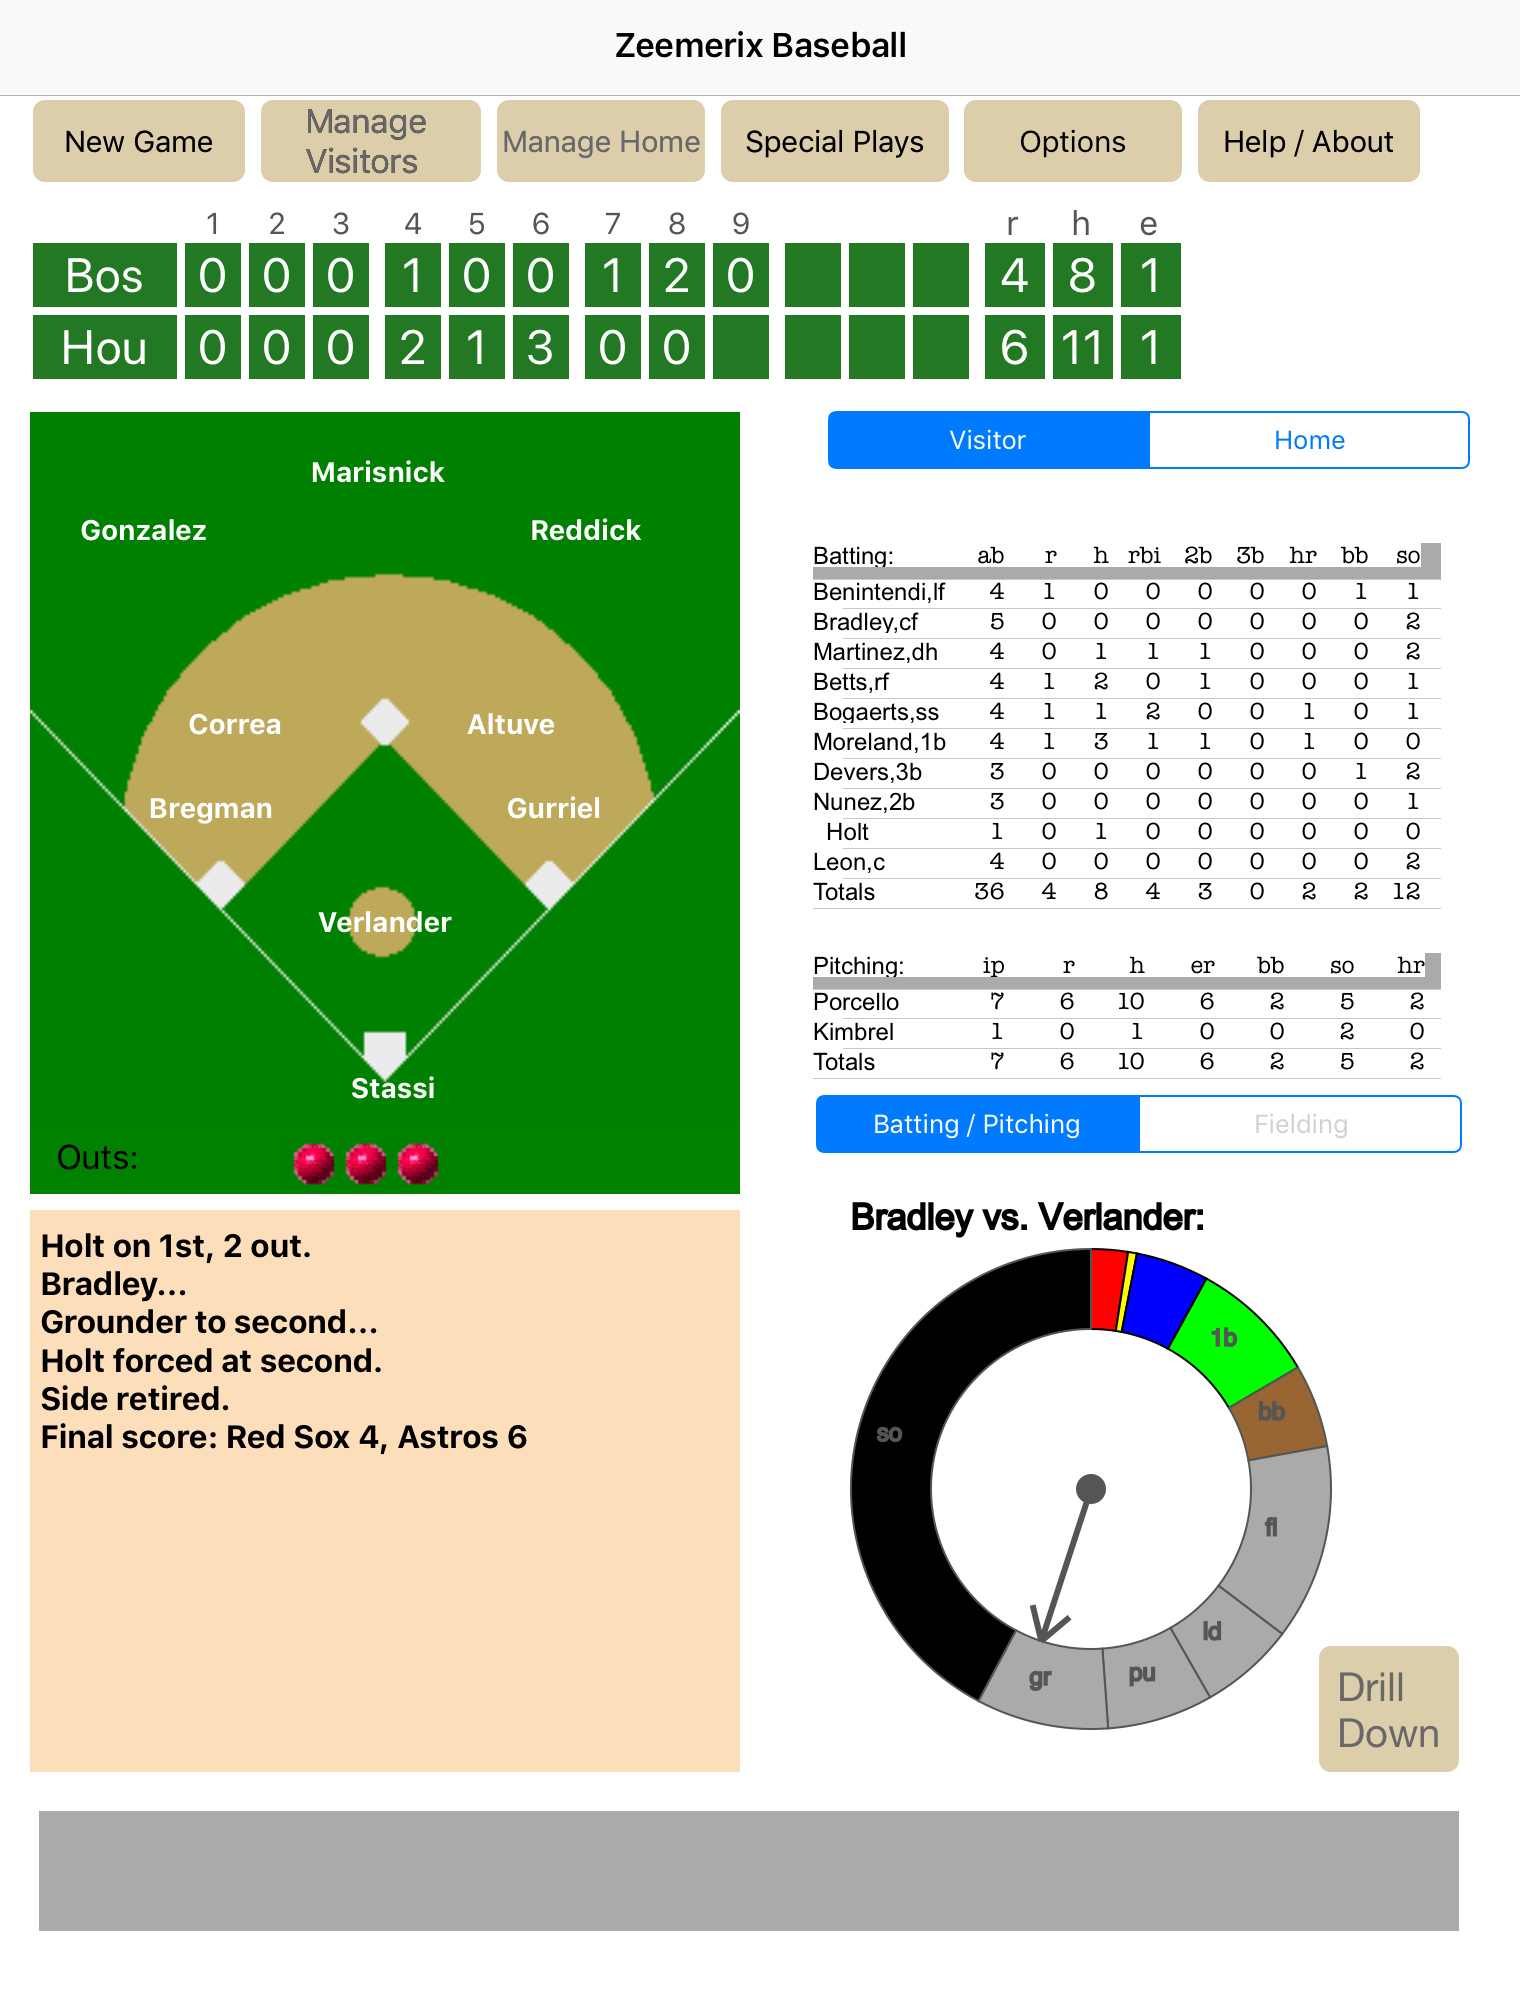 Zeemerix Baseball
New Game
Manage
Visitors
Manage Home
Special Plays
Options
Help / About
1 2 3 4 5 6 7 8 9 r h e
Bos 0 0 0 1 0 0 1 2 0 4 8 1
Hou 0 0 0 2 1 3 0 0 6 11 1
Marisnick
Gonzalez
Reddick
Correa
Altuve
Bregman
Gurriel
Verlander
Stassi
Outs:
Visitor
Home
Batting: ab r h rbi 2b 3b hr bb so
Benintendi,lf 4 1 0 0 0 0 0 1 1
Bradley,cf 5 0 0 0 0 0 0 0 2
Martinez,dh 4 0 1 1 1 0 0 0 2
Betts,rf 4 1 2 0 1 0 0 0 1
Bogaerts,ss 4 1 1 2 0 0 1 0 1
Moreland,1b 4 1 3 1 1 0 1 0 0
Devers,3b 3 0 0 0 0 0 0 1 2
Nunez,2b 3 0 0 0 0 0 0 0 1
Holt 1 0 1 0 0 0 0 0 0
Leon,c 4 0 0 0 0 0 0 0 2
Totals 36 4 8 4 3 0 2 2 12
Pitching: ip r h er bb so hr
Porcello 7 6 10 6 2 5 2
Kimbrel 1 0 1 0 0 2 0
Totals 7 6 10 6 2 5 2
Batting / Pitching
Fielding
Holt on 1st, 2 out.
Bradley...
Grounder to second...
Holt forced at second.
Side retired.
Final score: Red Sox 4, Astros 6
Bradley vs. Verlander:
1b
bb
so
fl
ld
pu
gr
Drill
Down